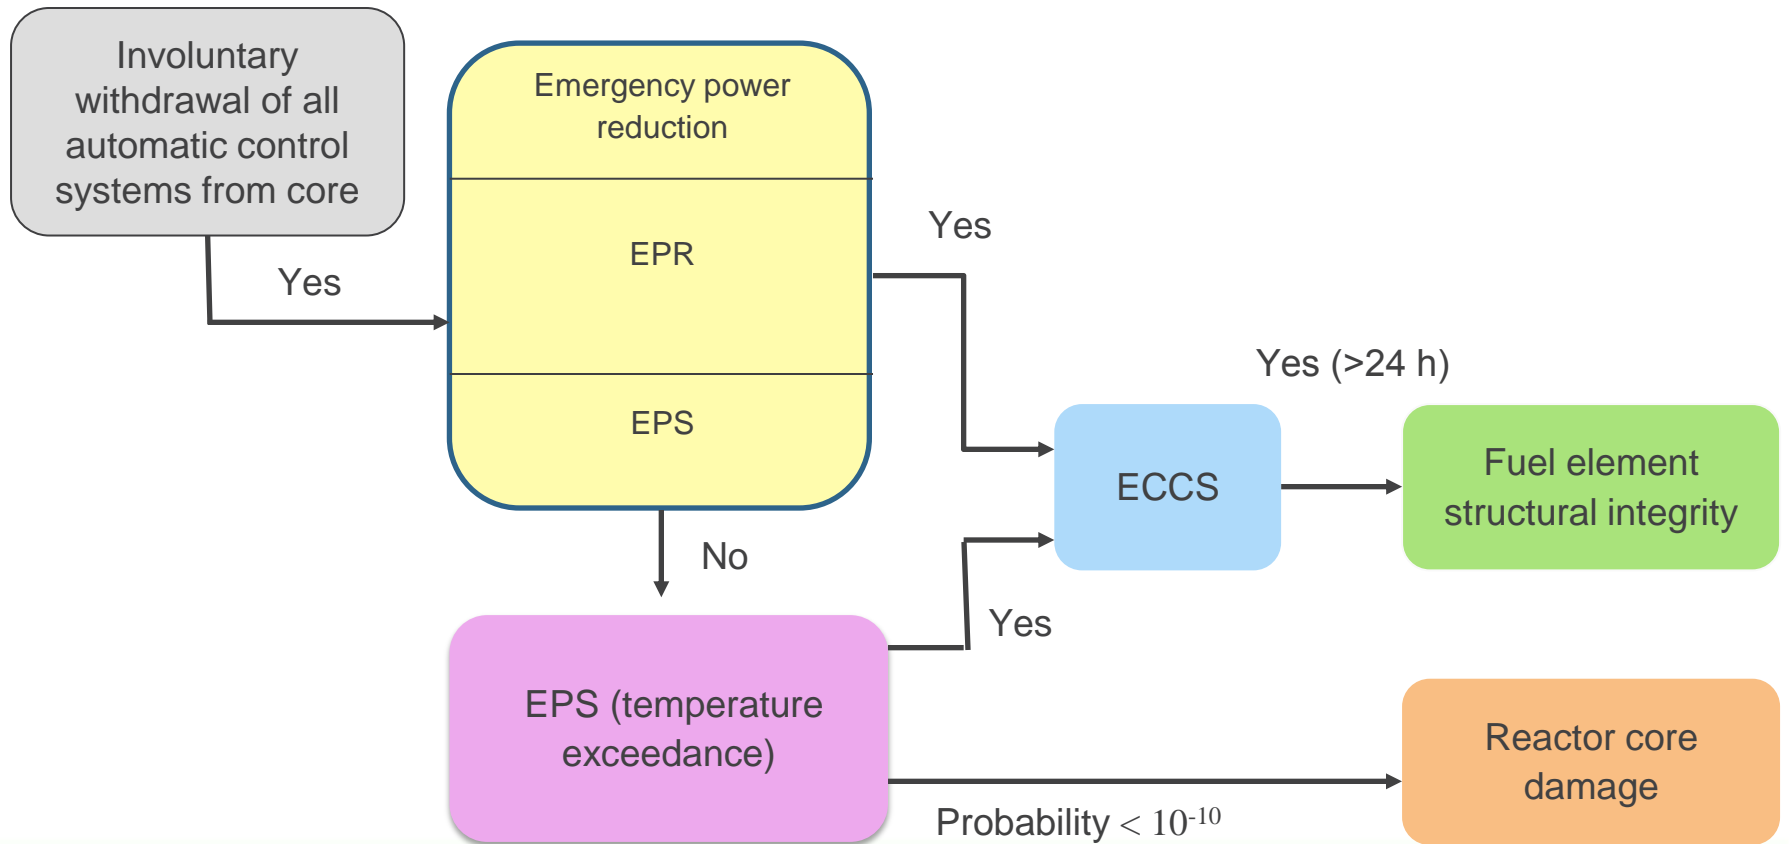 Involuntary
withdrawal of all
automatic control
systems from core
Yes
Emergency power
reduction
EPR
EPS
Yes
No
EPS (temperature
exceedance)
Yes
ECCS
Yes (>24 h)
Fuel element
structural integrity
Probability < 10⁻¹⁰
Reactor core
damage